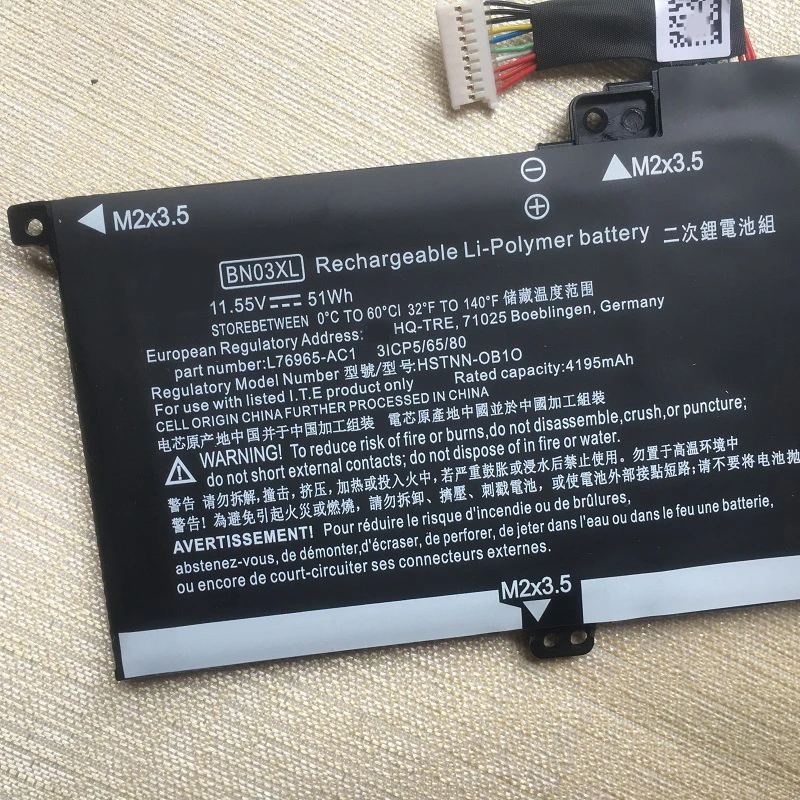 M2x3.5
M2x3.5
BN03XL Rechargeable Li-Polymer battery 二次鋰電池組
11.55V⎓51Wh
STOREBETWEEN 0°C TO 60°CI 32°F TO 140°F 储藏温度范围
European Regulatory Address: HQ-TRE, 71025 Boeblingen, Germany
part number:L76965-AC1 3ICP5/65/80
Regulatory Model Number 型號/型号:HSTNN-OB1O
For use with listed I.T.E product only Rated capacity:4195mAh
CELL ORIGIN CHINA FURTHER PROCESSED IN CHINA
电芯原产地中国并于中国加工组装 電芯原產地中國並於中國加工組裝
WARNING! To reduce risk of fire or burns,do not disassemble,crush,or puncture;
do not short external contacts; do not dispose of in fire or water.
警告 请勿拆解,撞击,挤压,加热或投入火中,若严重鼓胀或浸水后禁止使用。勿置于高温环境中
警告! 為避免引起火災或燃燒,請勿拆卸、擠壓、刺戳電池,或使電池外部接點短路;请不要将电池抛
AVERTISSEMENT! Pour réduire le risque d'incendie ou de brûlures,
abstenez-vous, de démonter,d'écraser, de perforer, de jeter dans l'eau ou dans le feu une batterie,
ou encore de court-circuiter ses connecteurs externes.
M2x3.5